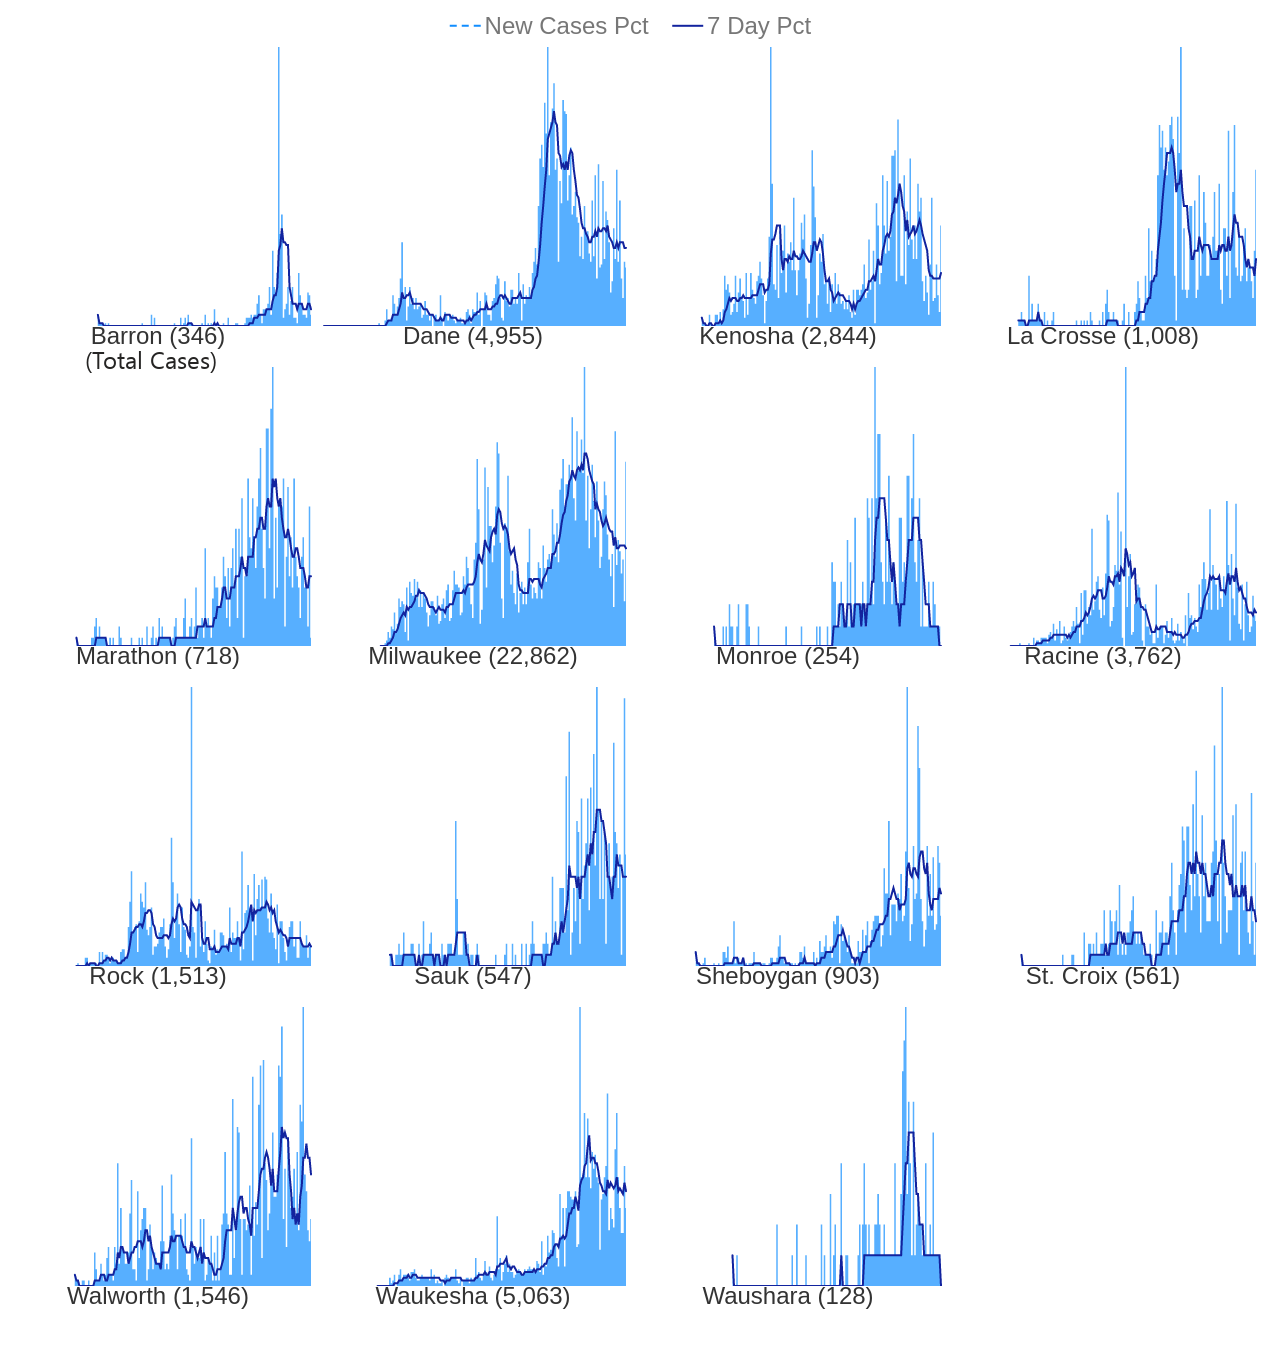 New Cases Pct 7 Day Pct
Barron (346) Dane (4,955) Kenosha (2,844) La Crosse (1,008)
(Total Cases)
Marathon (718) Milwaukee (22,862) Monroe (254) Racine (3,762)
Rock (1,513) Sauk (547) Sheboygan (903) St. Croix (561)
Walworth (1,546) Waukesha (5,063) Waushara (128)